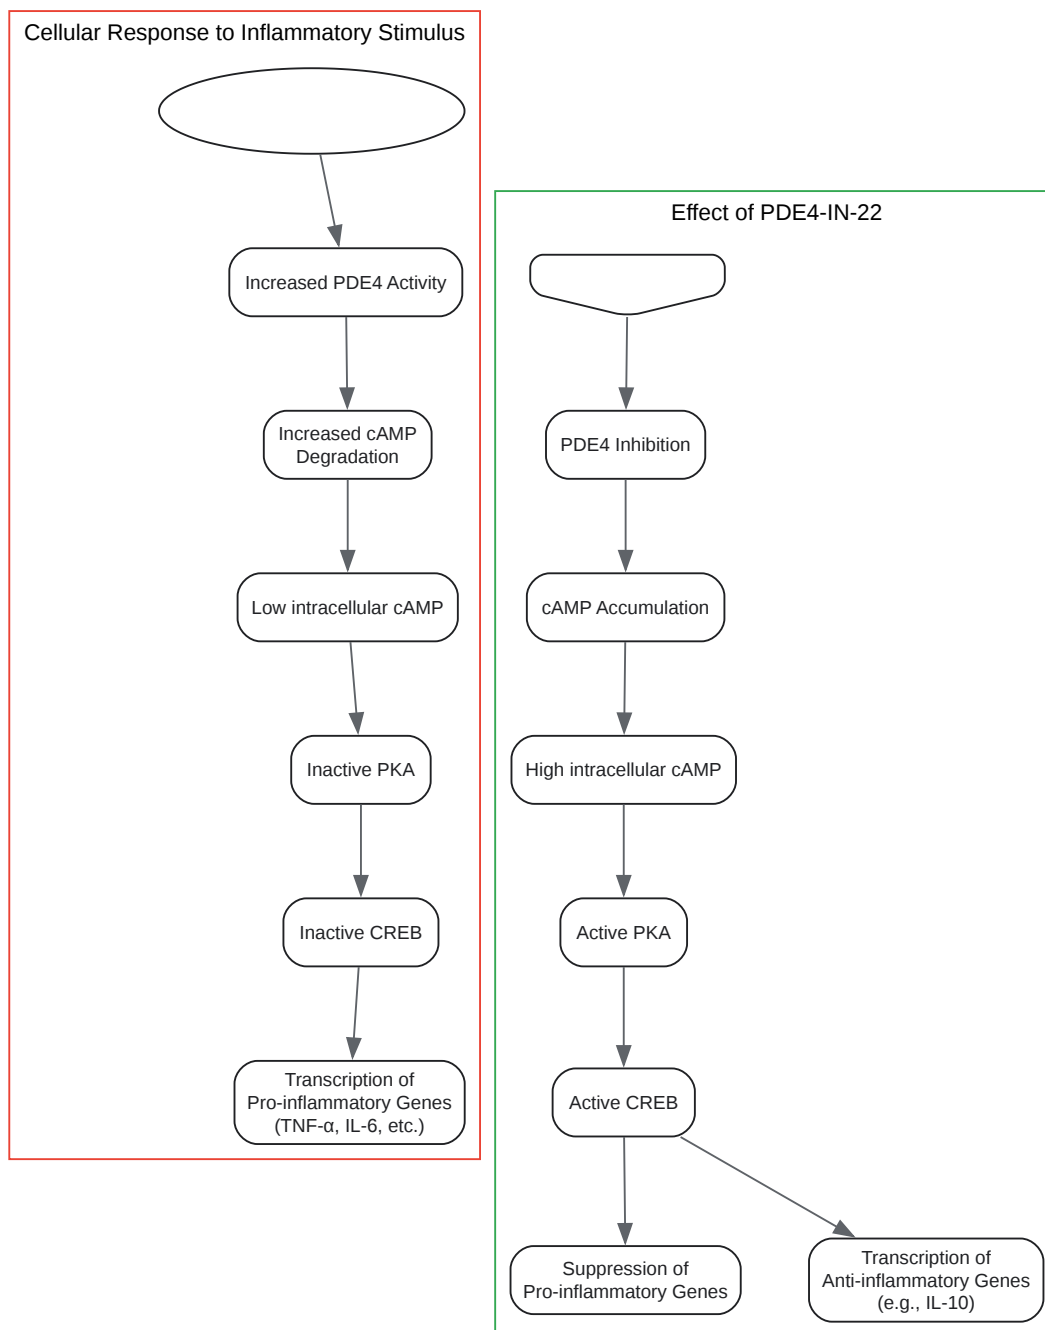 Cellular Response to Inflammatory Stimulus
Increased PDE4 Activity
Increased cAMP
Degradation
Low intracellular cAMP
Inactive PKA
Inactive CREB
Transcription of
Pro-inflammatory Genes
(TNF-α, IL-6, etc.)
Effect of PDE4-IN-22
PDE4 Inhibition
cAMP Accumulation
High intracellular cAMP
Active PKA
Active CREB
Suppression of
Pro-inflammatory Genes
Transcription of
Anti-inflammatory Genes
(e.g., IL-10)